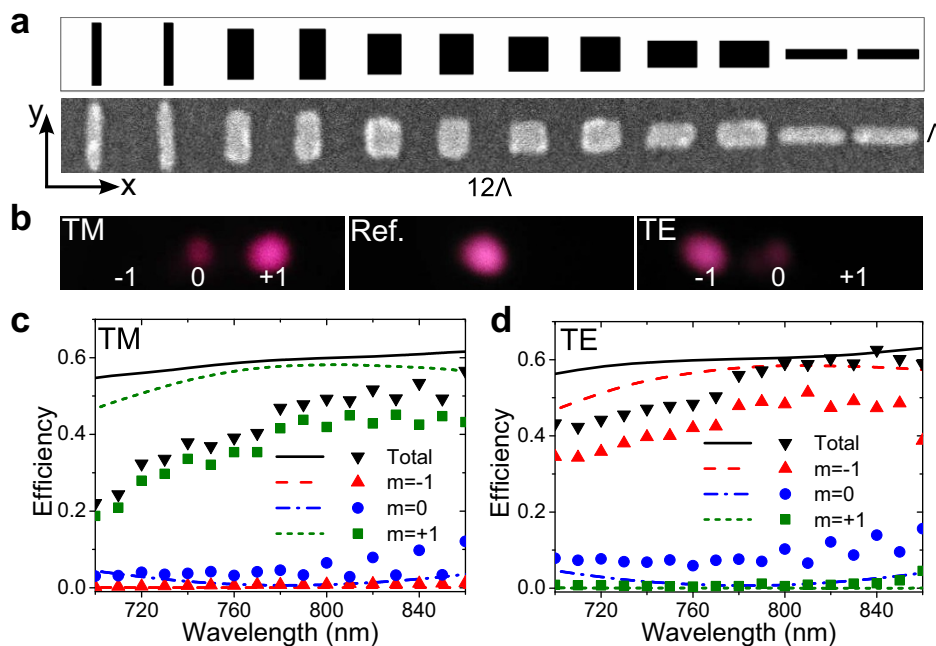 a
y
x
12Λ
Λ
b
TM
-1 0 +1
Ref.
TE
-1 0 +1
c
TM
Efficiency
0.6
0.4
0.2
0.0
720 760 800 840
Wavelength (nm)
Total
m=-1
m=0
m=+1
d
TE
Efficiency
0.6
0.4
0.2
0.0
720 760 800 840
Wavelength (nm)
Total
m=-1
m=0
m=+1